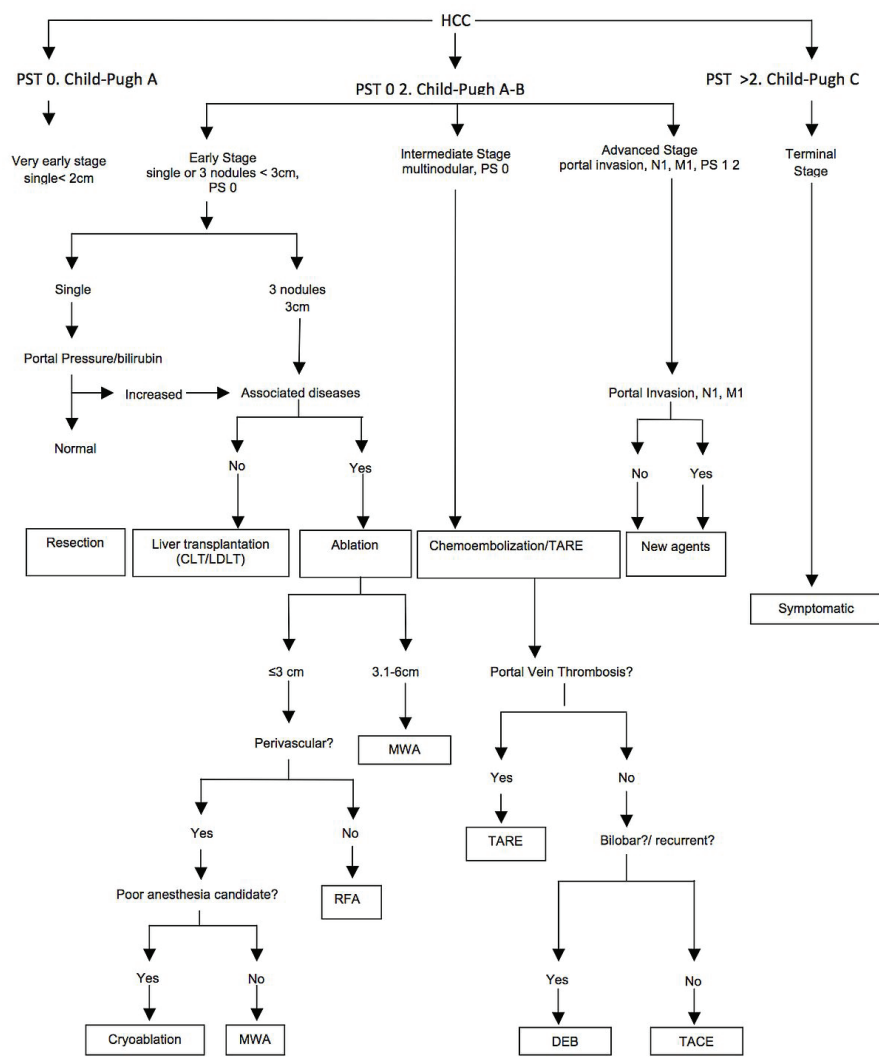 HCC
PST 0. Child-Pugh A
PST 0 2. Child-Pugh A-B
PST >2. Child-Pugh C
Very early stage
single< 2cm
Early Stage
single or 3 nodules < 3cm,
PS 0
Intermediate Stage
multinodular, PS 0
Advanced Stage
portal invasion, N1, M1, PS 1 2
Terminal
Stage
Single
3 nodules
3cm
Portal Pressure/bilirubin
Increased
Associated diseases
Portal Invasion, N1, M1
Normal
No
Yes
No
Yes
Resection
Liver transplantation
(CLT/LDLT)
Ablation
Chemoembolization/TARE
New agents
Symptomatic
≤3 cm
3.1-6cm
Portal Vein Thrombosis?
Perivascular?
MWA
Yes
No
Yes
No
TARE
Bilobar?/ recurrent?
Poor anesthesia candidate?
RFA
Yes
No
Yes
No
Cryoablation
MWA
DEB
TACE